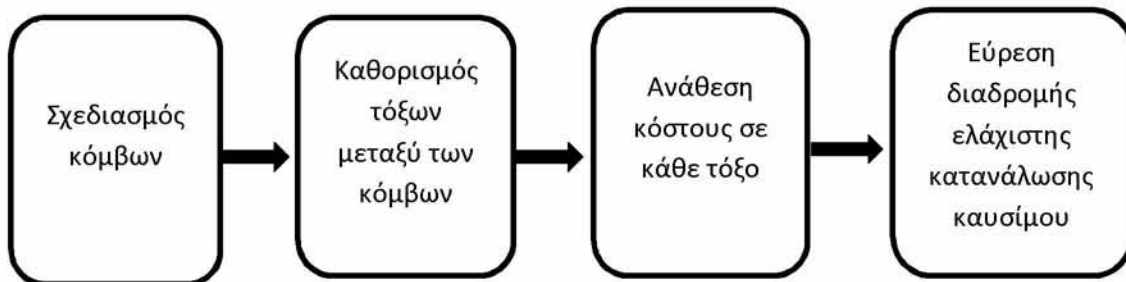 Σχεδιασμός
κόμβων
Καθορισμός
τόξων
μεταξύ των
κόμβων
Ανάθεση
κόστους σε
κάθε τόξο
Εύρεση
διαδρομής
ελάχιστης
κατανάλωσης
καυσίμου